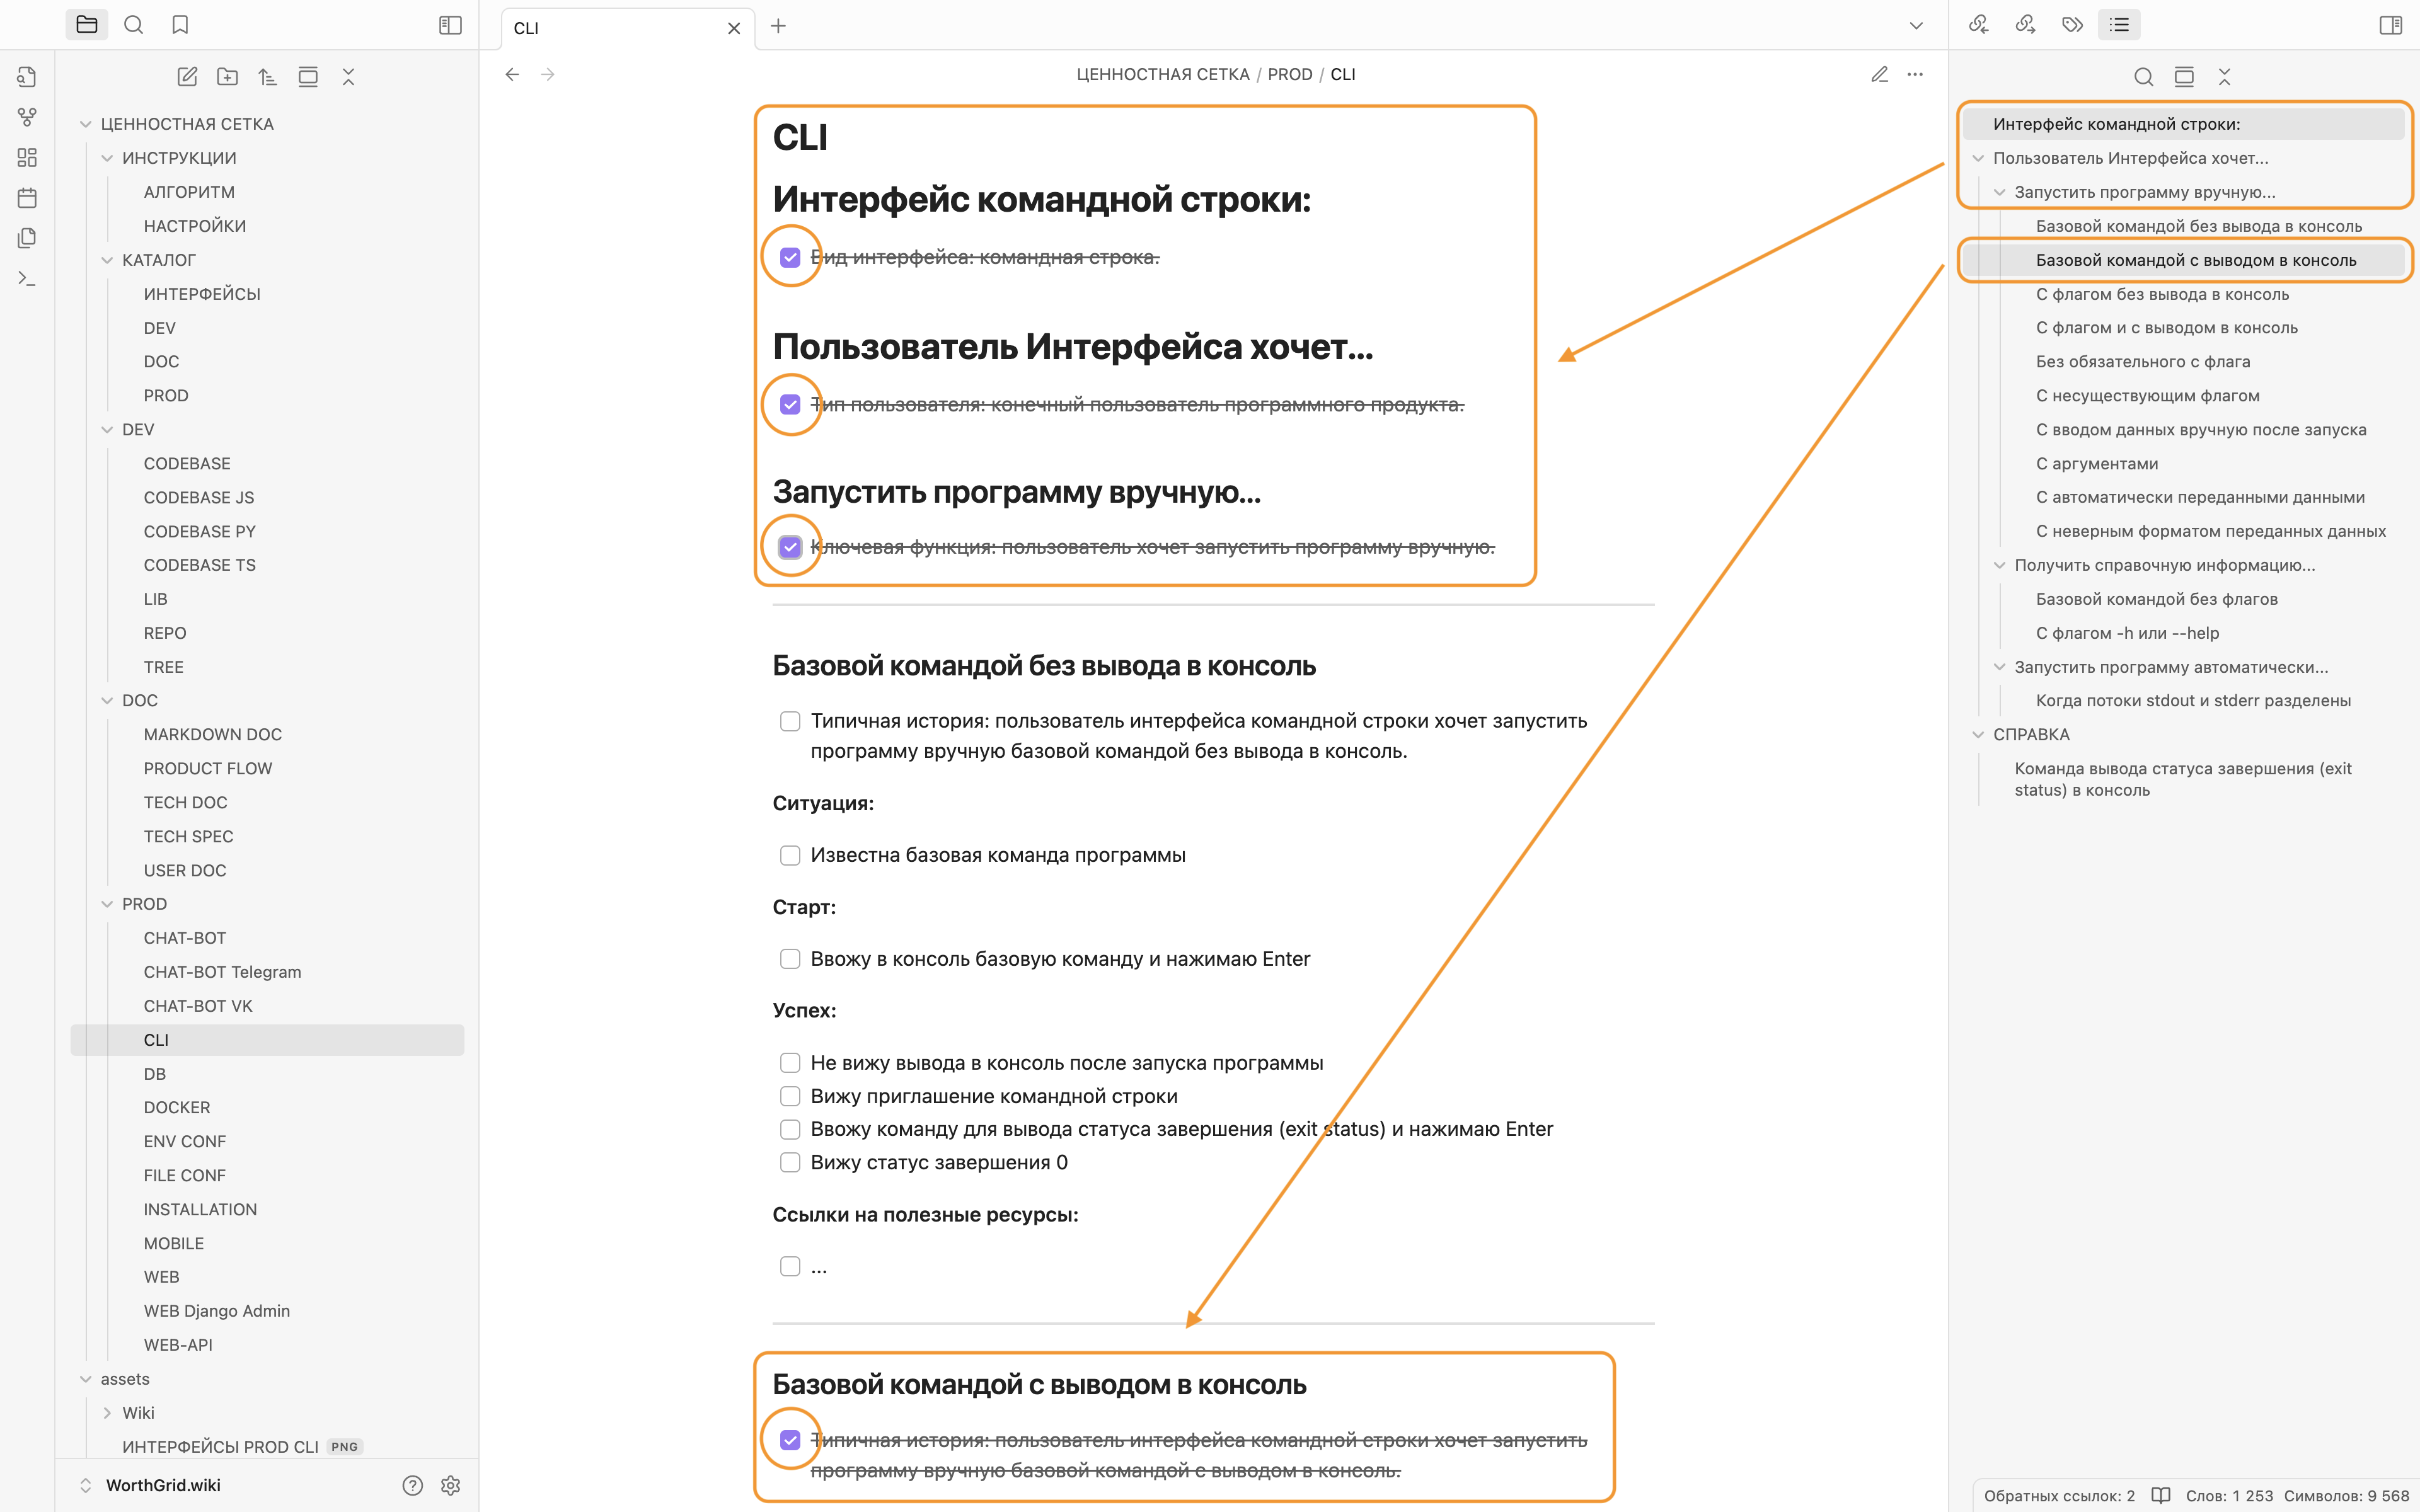 CLI
ЦЕННОСТНАЯ СЕТКА / PROD / CLI
ЦЕННОСТНАЯ СЕТКА
ИНСТРУКЦИИ
АЛГОРИТМ
НАСТРОЙКИ
КАТАЛОГ
ИНТЕРФЕЙСЫ
DEV
DOC
PROD
DEV
CODEBASE
CODEBASE JS
CODEBASE PY
CODEBASE TS
LIB
REPO
TREE
DOC
MARKDOWN DOC
PRODUCT FLOW
TECH DOC
TECH SPEC
USER DOC
PROD
CHAT-BOT
CHAT-BOT Telegram
CHAT-BOT VK
CLI
DB
DOCKER
ENV CONF
FILE CONF
INSTALLATION
MOBILE
WEB
WEB Django Admin
WEB-API
assets
Wiki
ИНТЕРФЕЙСЫ PROD CLI PNG
WorthGrid.wiki
CLI
Интерфейс командной строки:
Вид интерфейса: командная строка.
Пользователь Интерфейса хочет...
Тип пользователя: конечный пользователь программного продукта.
Запустить программу вручную...
Ключевая функция: пользователь хочет запустить программу вручную.
Базовой командой без вывода в консоль
Типичная история: пользователь интерфейса командной строки хочет запустить
программу вручную базовой командой без вывода в консоль.
Ситуация:
Известна базовая команда программы
Старт:
Ввожу в консоль базовую команду и нажимаю Enter
Успех:
Не вижу вывода в консоль после запуска программы
Вижу приглашение командной строки
Ввожу команду для вывода статуса завершения (exit status) и нажимаю Enter
Вижу статус завершения 0
Ссылки на полезные ресурсы:
...
Базовой командой с выводом в консоль
Типичная история: пользователь интерфейса командной строки хочет запустить
программу вручную базовой командой с выводом в консоль.
Интерфейс командной строки:
Пользователь Интерфейса хочет...
Запустить программу вручную...
Базовой командой без вывода в консоль
Базовой командой с выводом в консоль
С флагом без вывода в консоль
С флагом и с выводом в консоль
Без обязательного с флага
С несуществующим флагом
С вводом данных вручную после запуска
С аргументами
С автоматически переданными данными
С неверным форматом переданных данных
Получить справочную информацию...
Базовой командой без флагов
С флагом -h или --help
Запустить программу автоматически...
Когда потоки stdout и stderr разделены
СПРАВКА
Команда вывода статуса завершения (exit
status) в консоль
Обратных ссылок: 2 Слов: 1 253 Символов: 9 568